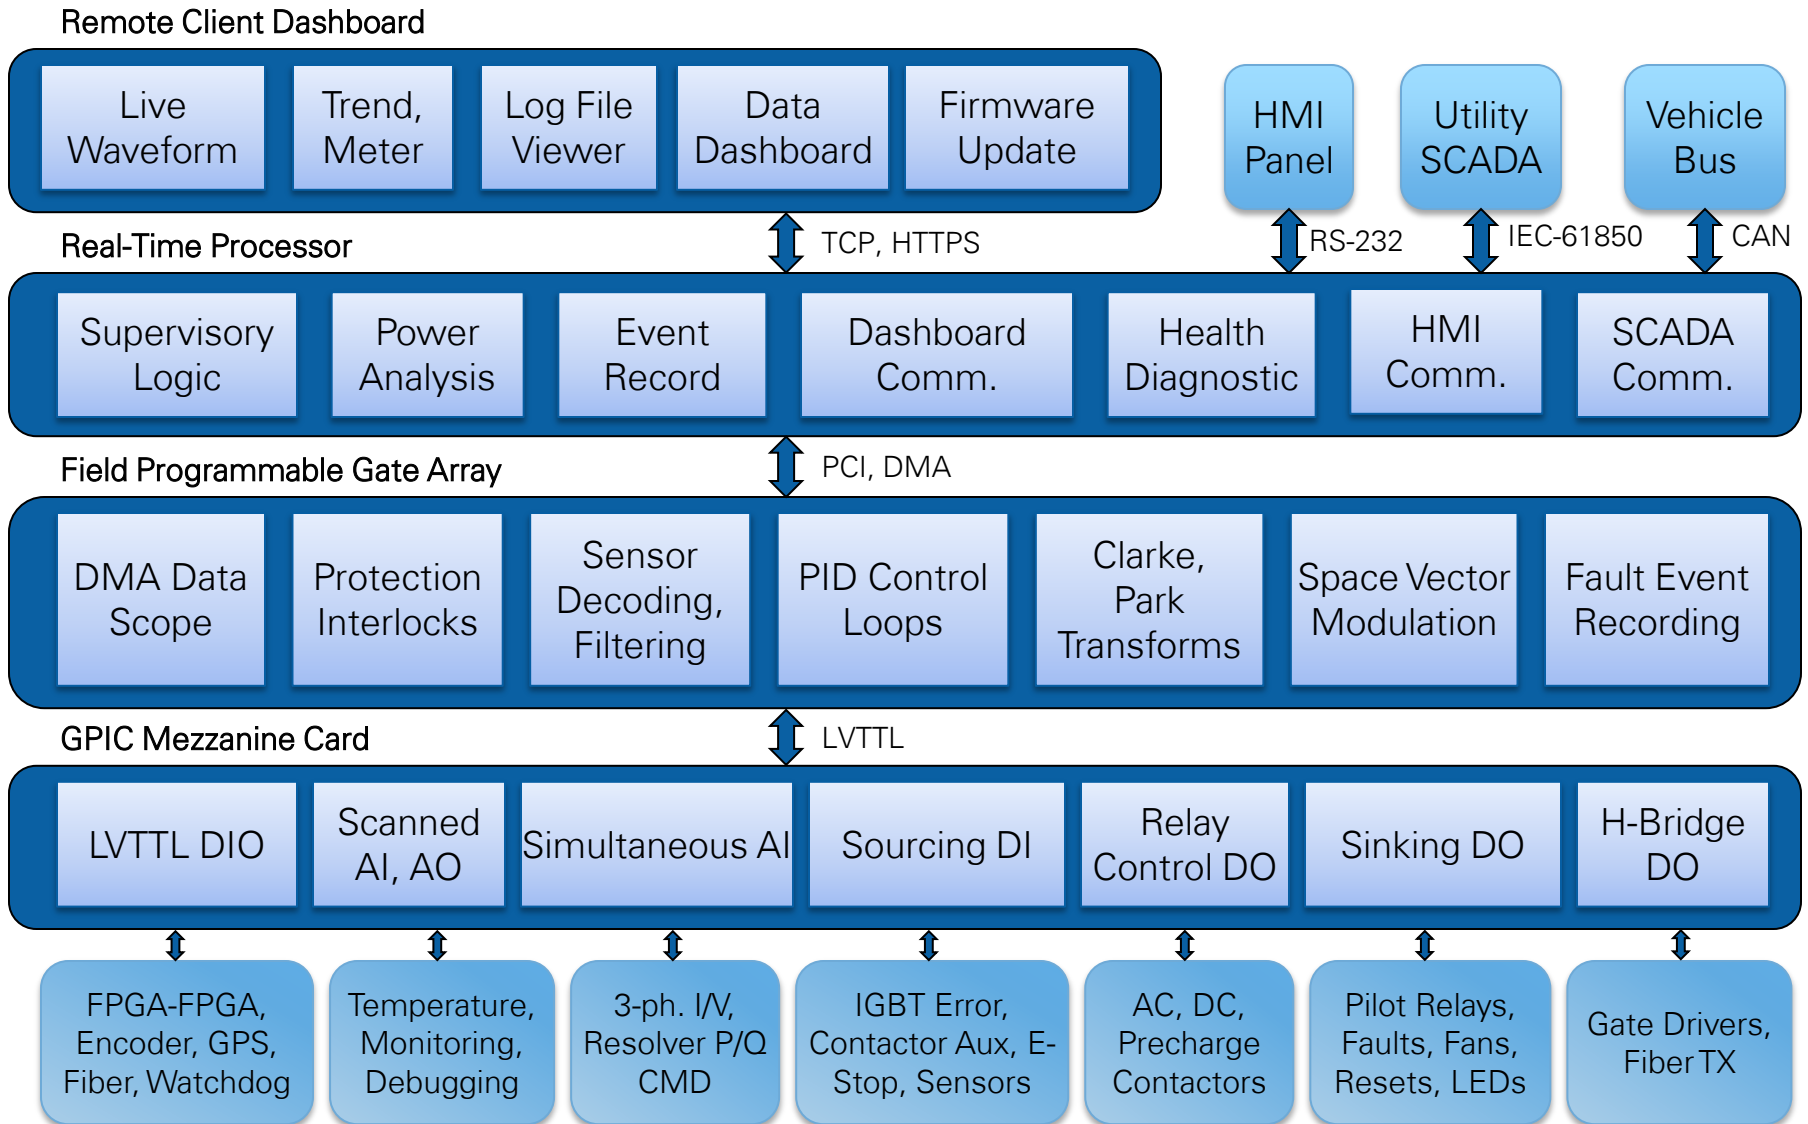 Remote Client Dashboard
Live
Waveform
Trend,
Meter
Log File
Viewer
Data
Dashboard
Firmware
Update
HMI
Panel
Utility
SCADA
Vehicle
Bus
TCP, HTTPS
RS-232
IEC-61850
CAN
Real-Time Processor
Supervisory
Logic
Power
Analysis
Event
Record
Dashboard
Comm.
Health
Diagnostic
HMI
Comm.
SCADA
Comm.
PCI, DMA
Field Programmable Gate Array
DMA Data
Scope
Protection
Interlocks
Sensor
Decoding,
Filtering
PID Control
Loops
Clarke,
Park
Transforms
Space Vector
Modulation
Fault Event
Recording
LVTTL
GPIC Mezzanine Card
LVTTL DIO
Scanned
AI, AO
Simultaneous AI
Sourcing DI
Relay
Control DO
Sinking DO
H-Bridge
DO
FPGA-FPGA,
Encoder, GPS,
Fiber, Watchdog
Temperature,
Monitoring,
Debugging
3-ph. I/V,
Resolver P/Q
CMD
IGBT Error,
Contactor Aux, E-
Stop, Sensors
AC, DC,
Precharge
Contactors
Pilot Relays,
Faults, Fans,
Resets, LEDs
Gate Drivers,
Fiber TX